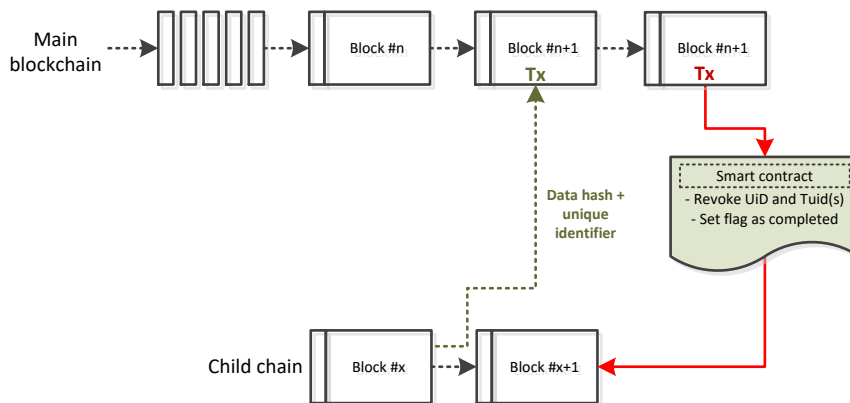 Main
blockchain
Block #n
Block #n+1
Block #n+1
Tx
Tx
Smart contract
- Revoke UiD and Tuid(s)
- Set flag as completed
Data hash +
unique
identifier
Child chain
Block #x
Block #x+1